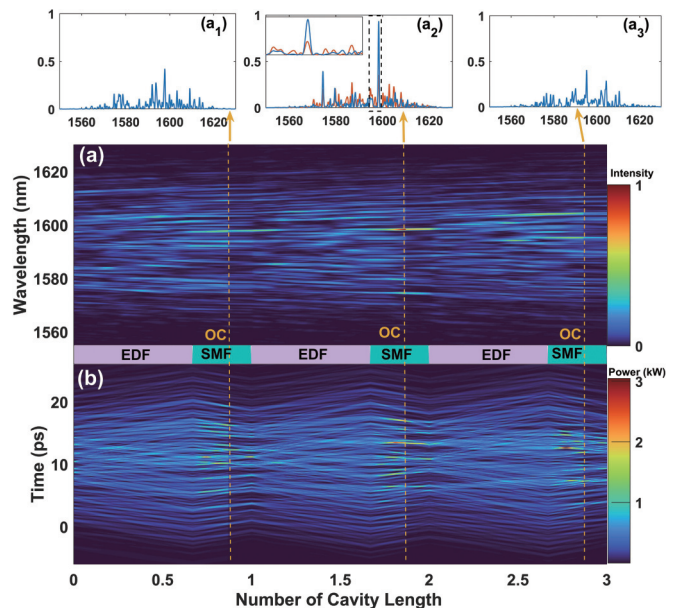 (a1) (a2) (a3)
1 1 1
0.5 0.5 0.5
0 0 0
1560 1580 1600 1620 1560 1580 1600 1620 1560 1580 1600 1620
(a)
Wavelength (nm)
1620
1600
1580
1560
Intensity
1
0
OC OC OC
EDF SMF EDF SMF EDF SMF
(b)
Time (ps)
20
10
0
Power (kW)
3
2
1
0 0.5 1 1.5 2 2.5 3
Number of Cavity Length